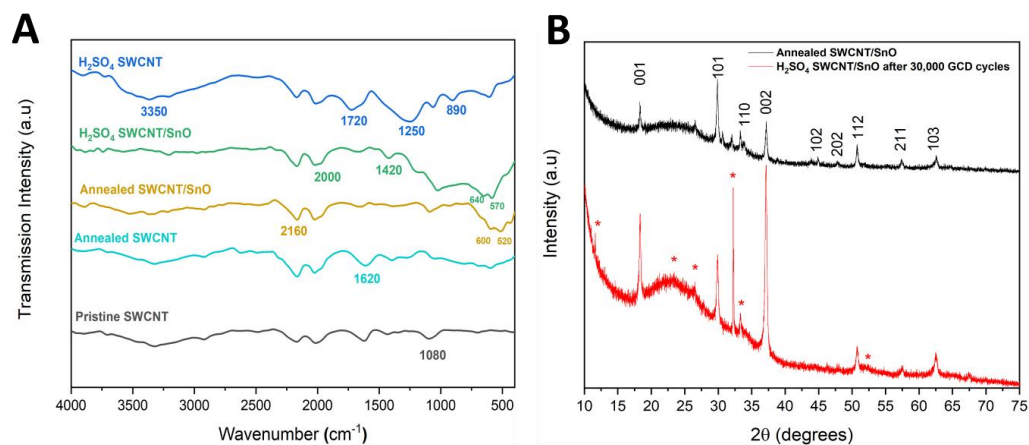 A
H₂SO₄ SWCNT
3350
1720
1250
890
H₂SO₄ SWCNT/SnO
2000
1420
640
570
Annealed SWCNT/SnO
2160
600
520
Annealed SWCNT
1620
Pristine SWCNT
1080
4000 3500 3000 2500 2000 1500 1000 500
Wavenumber (cm⁻¹)
Transmission Intensity (a.u)
B
Annealed SWCNT/SnO
H₂SO₄ SWCNT/SnO after 30,000 GCD cycles
001
101
110
002
102
202
112
211
103
* * * * * * *
10 15 20 25 30 35 40 45 50 55 60 65 70 75
2θ (degrees)
Intensity (a.u)